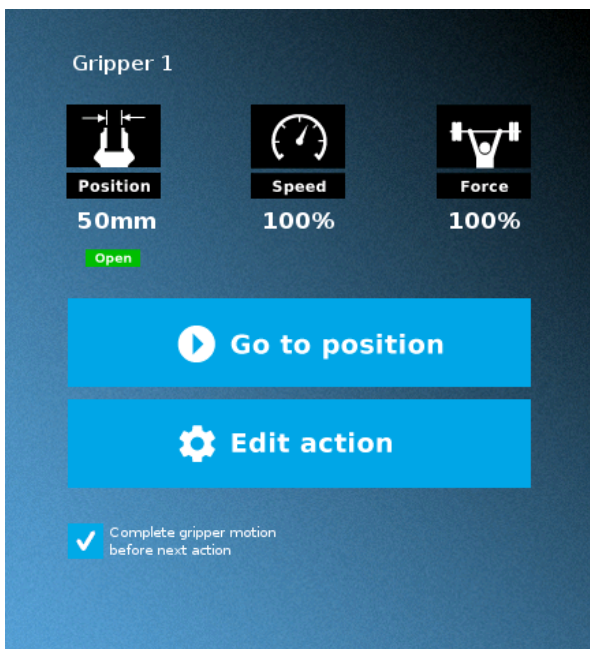 Gripper 1
Position
Speed
Force
50mm
100%
100%
Open
Go to position
Edit action
Complete gripper motion
before next action